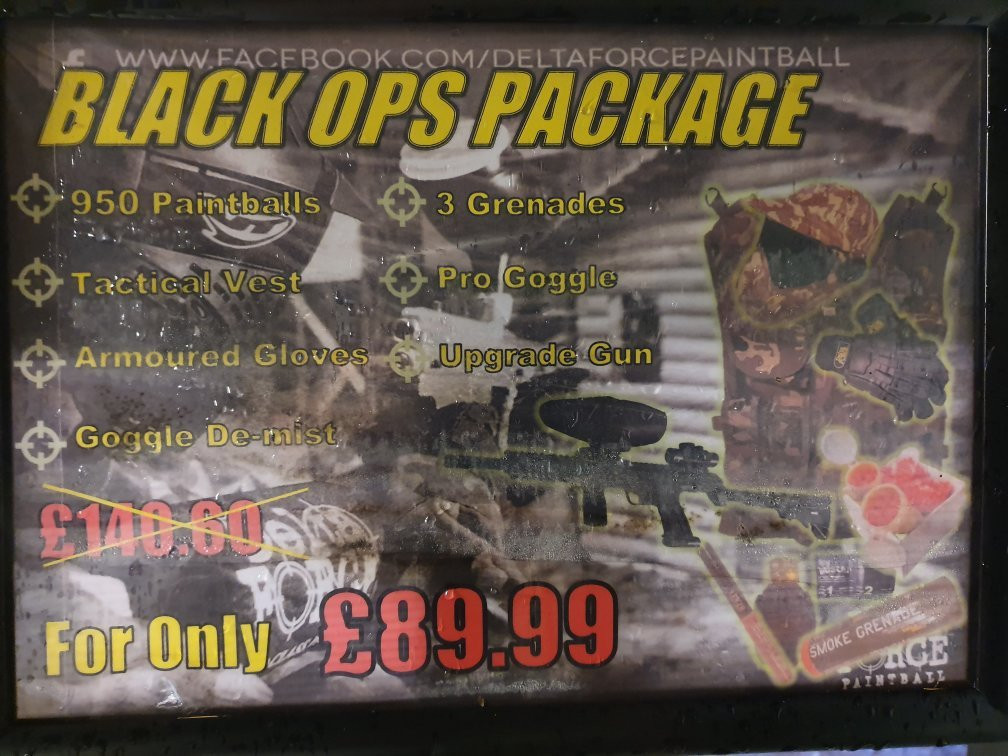 WWW.FACEBOOK.COM/DELTAFORCEPAINTBALL
BLACK OPS PACKAGE
950 Paintballs
3 Grenades
Tactical Vest
Pro Goggle
Armoured Gloves
Upgrade Gun
Goggle De-mist
£140.60
For Only £89.99
SMOKE GRENADE
FORCE
PAINTBALL